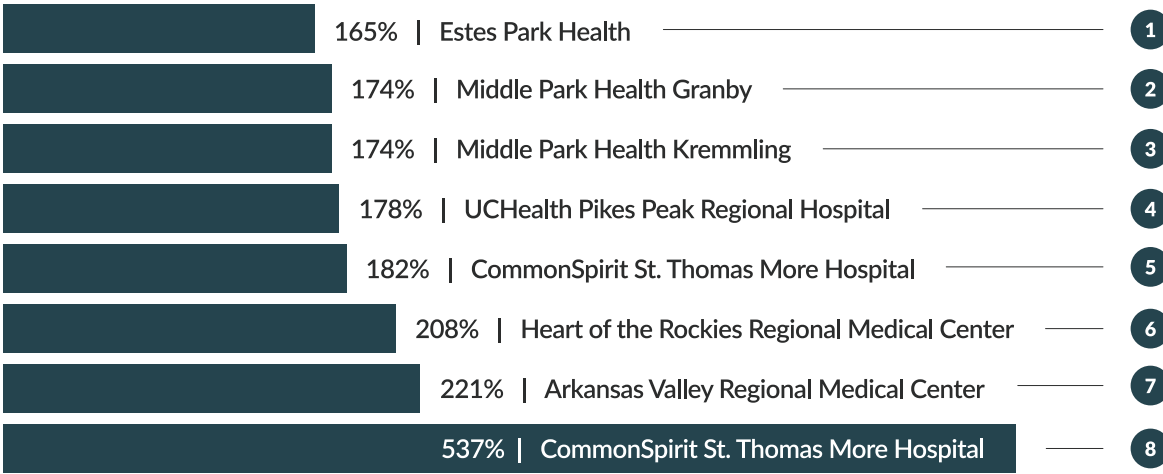 165% | Estes Park Health 1
174% | Middle Park Health Granby 2
174% | Middle Park Health Kremmling 3
178% | UCHealth Pikes Peak Regional Hospital 4
182% | CommonSpirit St. Thomas More Hospital 5
208% | Heart of the Rockies Regional Medical Center 6
221% | Arkansas Valley Regional Medical Center 7
537% | CommonSpirit St. Thomas More Hospital 8